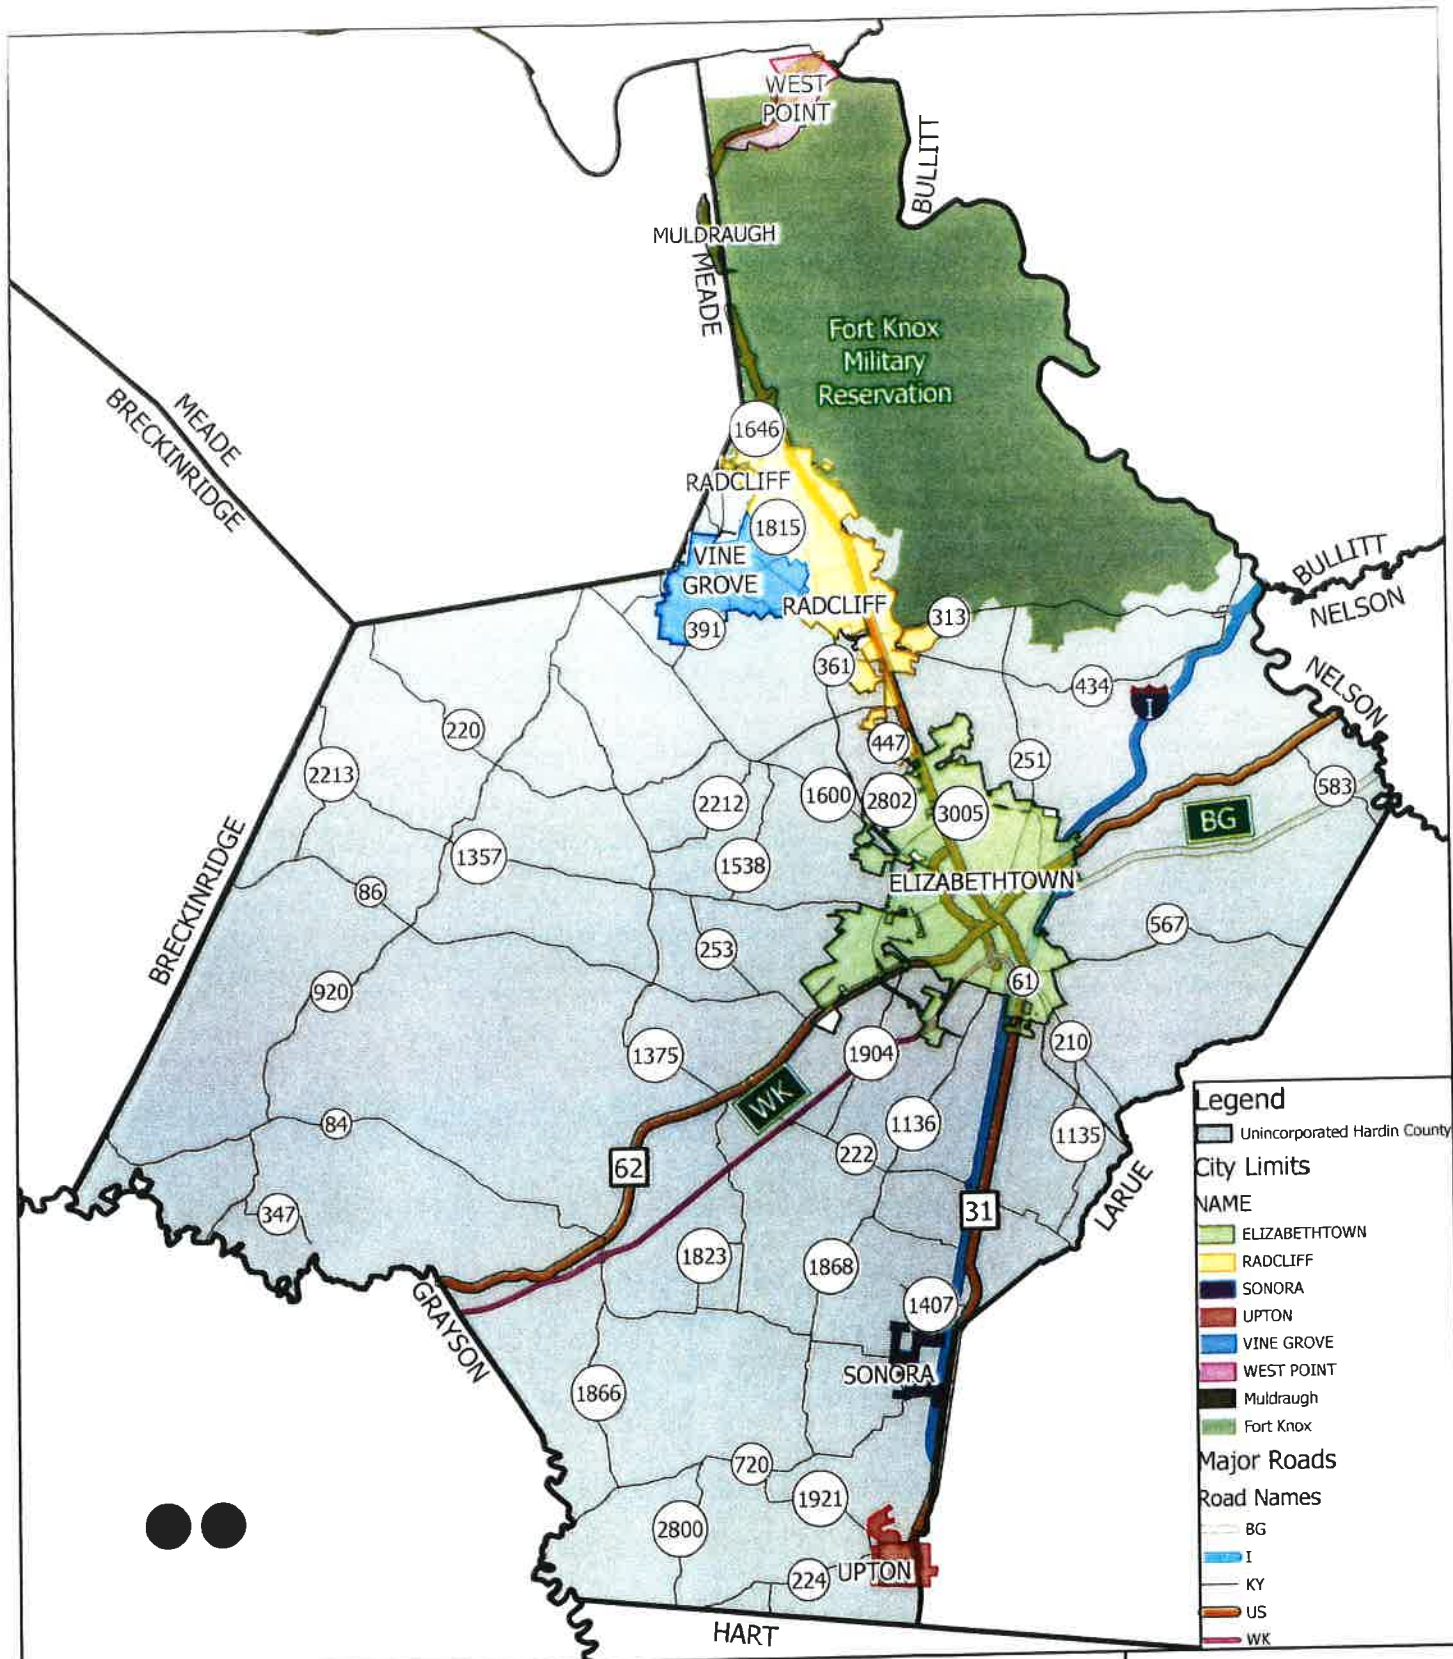 WEST
POINT
BULLITT
MULDRAUGH
MEADE
Fort Knox
Military
Reservation
MEADE
BRECKINRIDGE
1646
RADCLIFF
1815
VINE
GROVE
RADCLIFF
391
313
BULLITT
NELSON
361
434
I
NELSON
220
447
251
2213
2212
1600
2802
3005
583
BG
1357
1538
86
ELIZABETHTOWN
BRECKINRIDGE
253
567
920
61
1375
1904
210
WK
84
1136
1135
222
62
LARUE
347
31
1823
1868
GRAYSON
1407
SONORA
1866
720
1921
2800
224
UPTON
HART
Legend
Unincorporated Hardin County
City Limits
NAME
ELIZABETHTOWN
RADCLIFF
SONORA
UPTON
VINE GROVE
WEST POINT
Muldraugh
Fort Knox
Major Roads
Road Names
BG
I
KY
US
WK